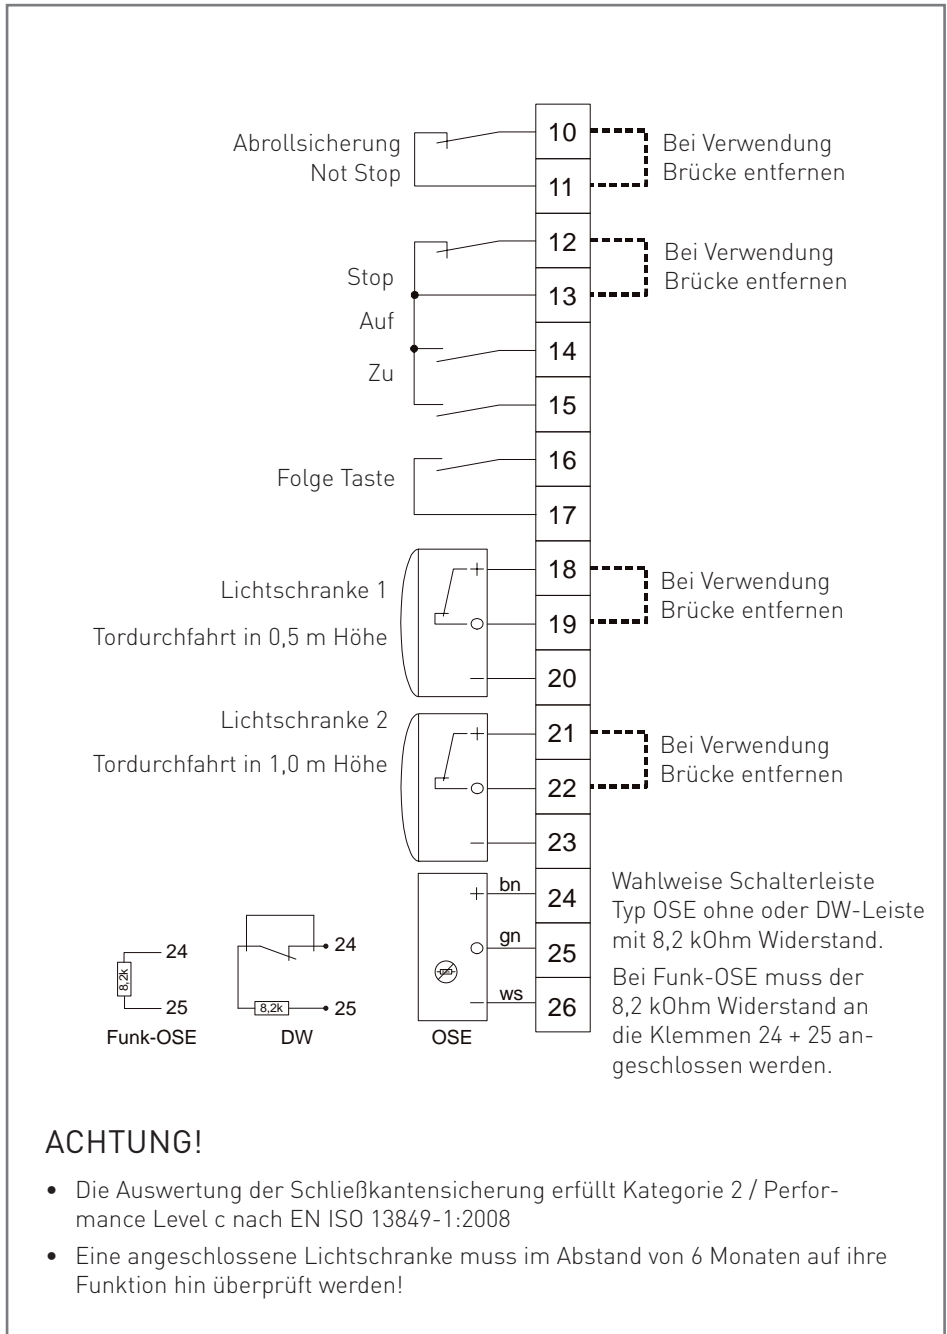 Abrollsicherung
Not Stop
10
11
Bei Verwendung
Brücke entfernen
Stop
Auf
Zu
12
13
14
15
Bei Verwendung
Brücke entfernen
Folge Taste
16
17
Lichtschranke 1
Tordurchfahrt in 0,5 m Höhe
+
–
18
19
20
Bei Verwendung
Brücke entfernen
Lichtschranke 2
Tordurchfahrt in 1,0 m Höhe
+
–
21
22
23
Bei Verwendung
Brücke entfernen
24
8,2k
25
Funk-OSE
24
8,2k
25
DW
+
–
OSE
bn
gn
ws
24
25
26
Wahlweise Schalterleiste
Typ OSE ohne oder DW-Leiste
mit 8,2 kOhm Widerstand.
Bei Funk-OSE muss der
8,2 kOhm Widerstand an
die Klemmen 24 + 25 an-
geschlossen werden.
ACHTUNG!
• Die Auswertung der Schließkantensicherung erfüllt Kategorie 2 / Perfor-
mance Level c nach EN ISO 13849-1:2008
• Eine angeschlossene Lichtschranke muss im Abstand von 6 Monaten auf ihre
Funktion hin überprüft werden!